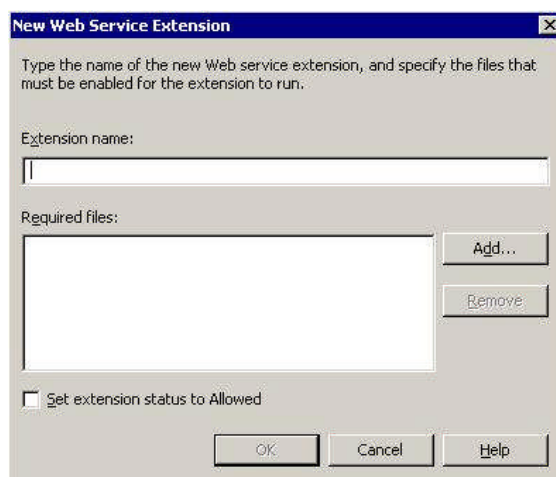 New Web Service Extension
Type the name of the new Web service extension, and specify the files that
must be enabled for the extension to run.
Extension name:
Required files:
Add...
Remove
Set extension status to Allowed
OK
Cancel
Help